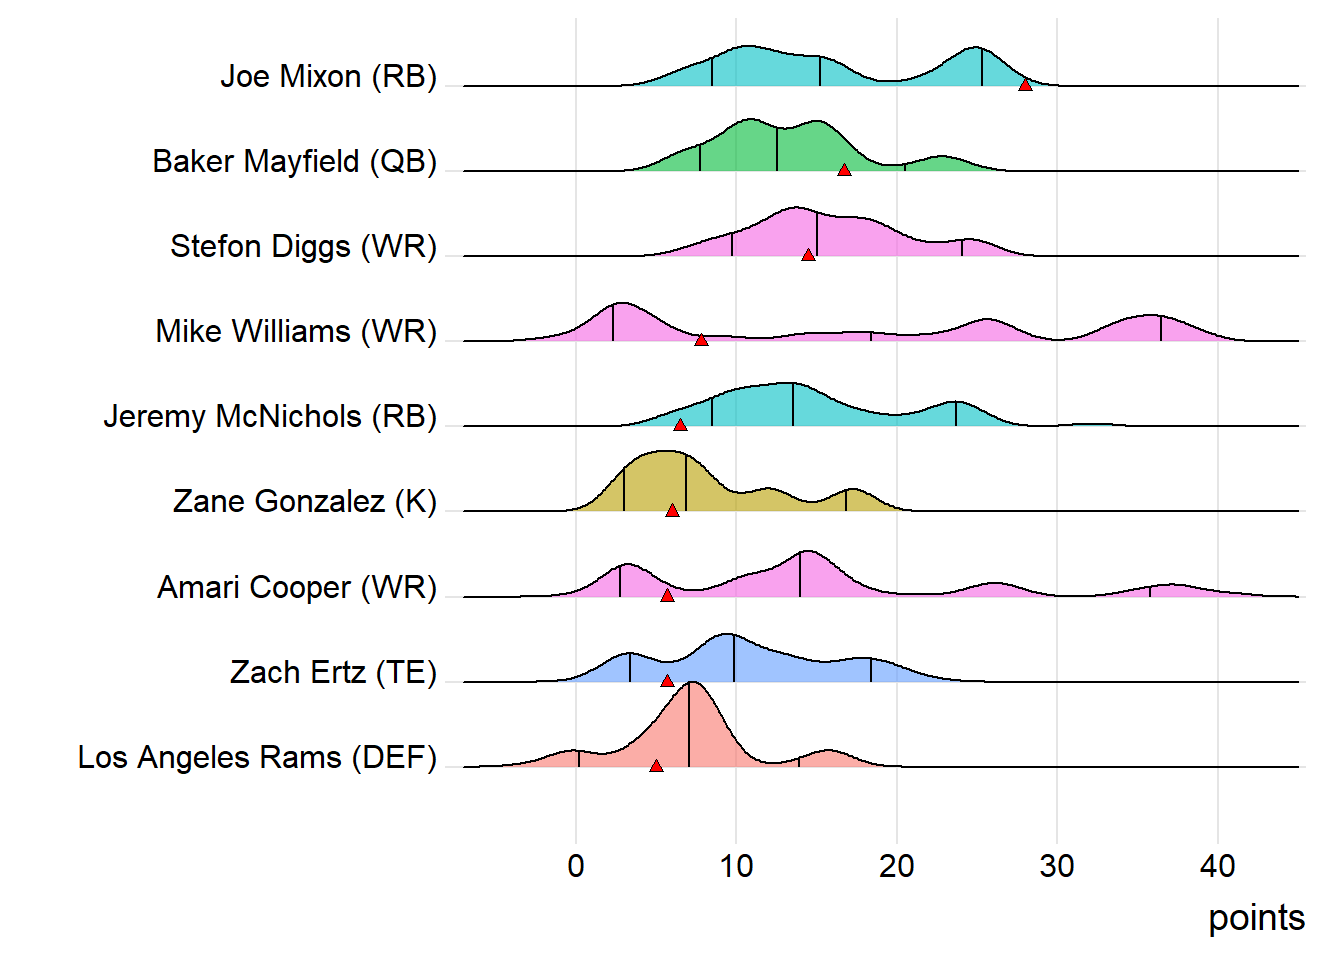 Joe Mixon (RB)
Baker Mayfield (QB)
Stefon Diggs (WR)
Mike Williams (WR)
Jeremy McNichols (RB)
Zane Gonzalez (K)
Amari Cooper (WR)
Zach Ertz (TE)
Los Angeles Rams (DEF)
0 10 20 30 40
points